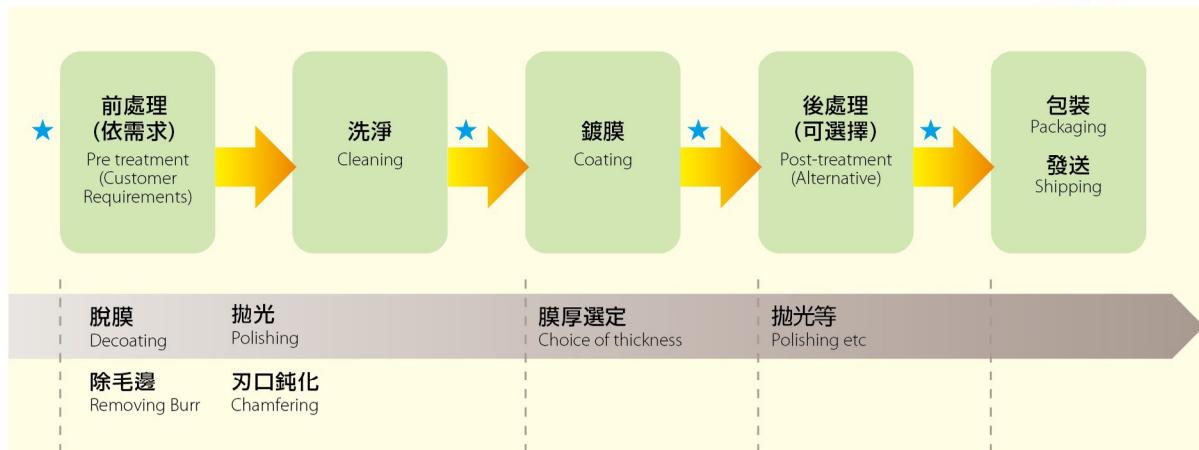 前處理
(依需求)
Pre treatment
(Customer
Requirements)
洗淨
Cleaning
鍍膜
Coating
後處理
(可選擇)
Post-treatment
(Alternative)
包裝
Packaging
發送
Shipping
脫膜
Decoating
拋光
Polishing
膜厚選定
Choice of thickness
拋光等
Polishing etc
除毛邊
Removing Burr
刃口鈍化
Chamfering